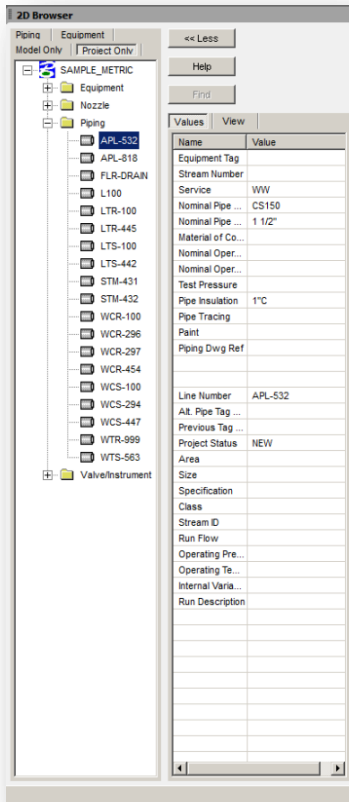 2D Browser
Piping Equipment
Model Only Project Only
SAMPLE_METRIC
Equipment
Nozzle
Piping
APL-532
APL-818
FLR-DRAIN
L100
LTR-100
LTR-445
LTS-100
LTS-442
STM-431
STM-432
WCR-100
WCR-296
WCR-297
WCR-454
WCS-100
WCS-294
WCS-447
WTR-999
WTS-563
Valve/Instrument
<< Less
Help
Find
Values View
Name Value
Equipment Tag
Stream Number
Service WW
Nominal Pipe ... CS150
Nominal Pipe ... 1 1/2"
Material of Co...
Nominal Oper...
Nominal Oper...
Test Pressure
Pipe Insulation 1"C
Pipe Tracing
Paint
Piping Dwg Ref
Line Number APL-532
Alt. Pipe Tag ...
Previous Tag ...
Project Status NEW
Area
Size
Specification
Class
Stream ID
Run Flow
Operating Pre...
Operating Te...
Internal Varia...
Run Description